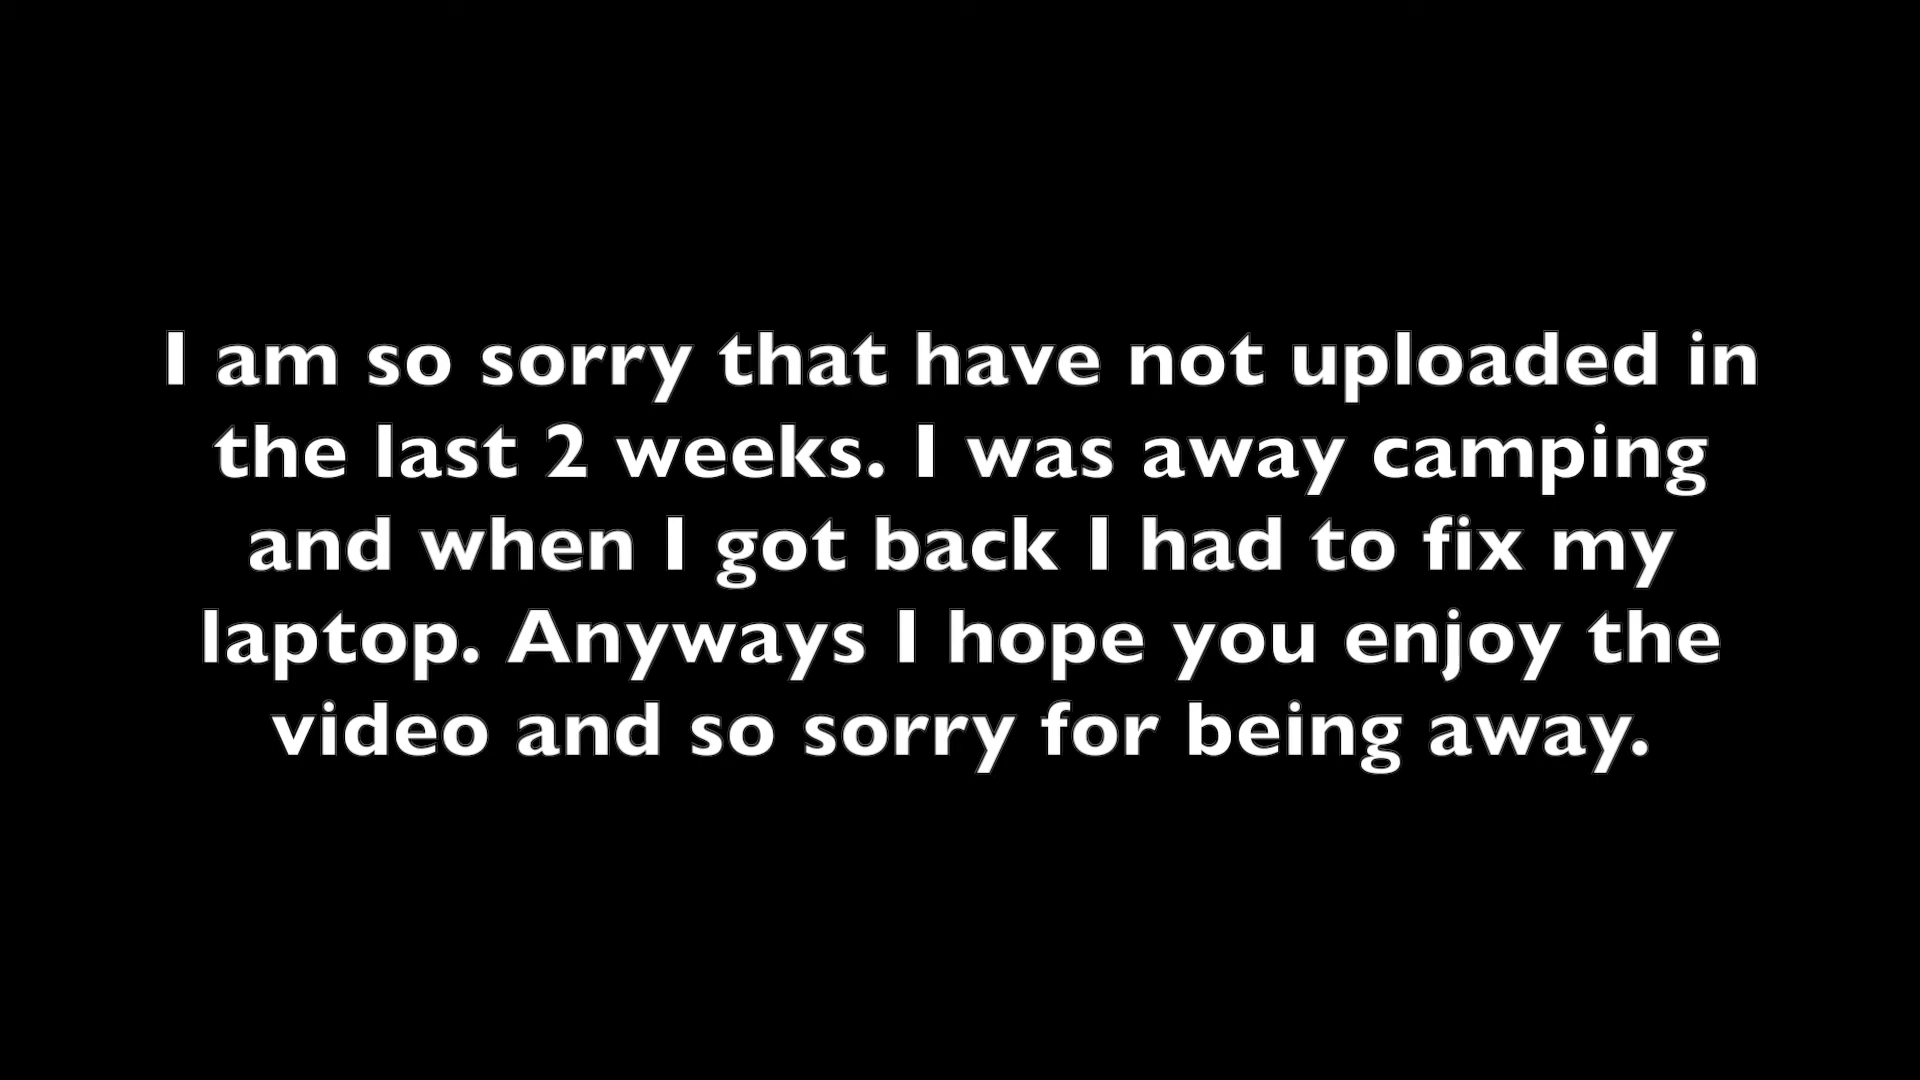 I am so sorry that have not uploaded in
the last 2 weeks. I was away camping
and when I got back I had to fix my
laptop. Anyways I hope you enjoy the
video and so sorry for being away.